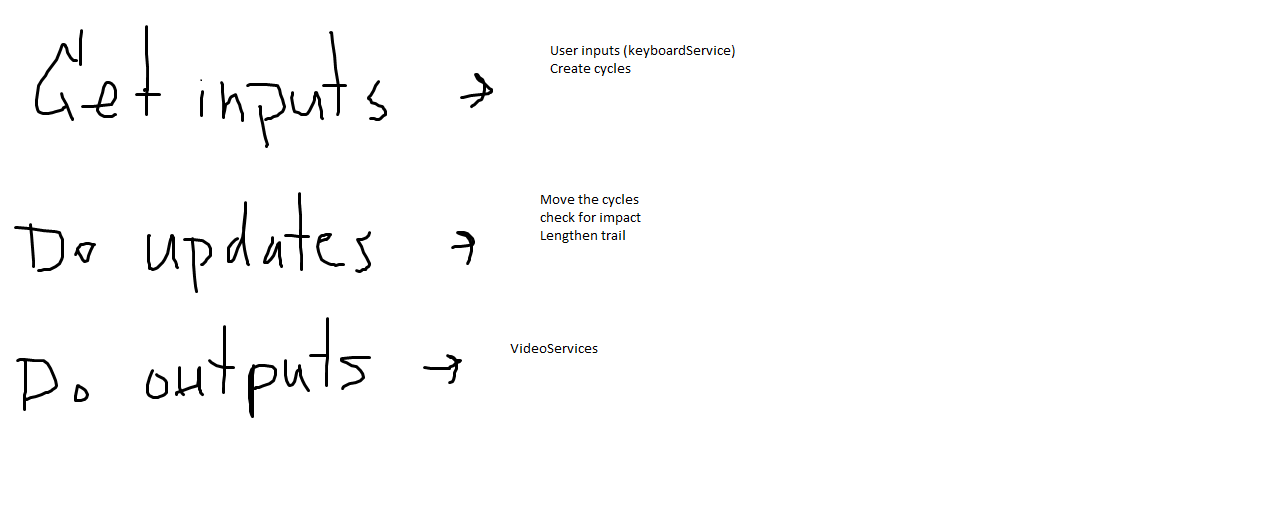 Get inputs →
User inputs (keyboardService)
Create cycles
Do updates →
Move the cycles
check for impact
Lengthen trail
Do outputs →
VideoServices